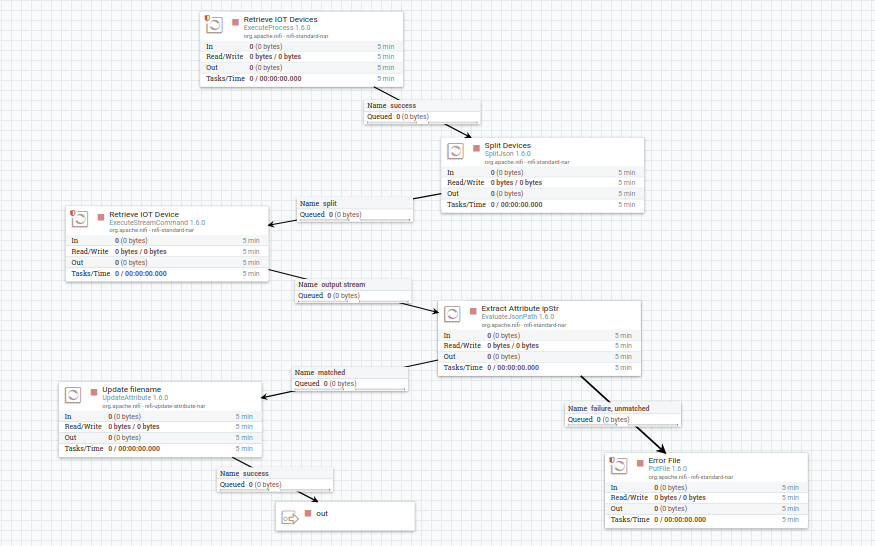 Retrieve IOT Devices
ExecuteProcess 1.6.0
org.apache.nifi - nifi-standard-nar
In 0 (0 bytes) 5 min
Read/Write 0 bytes / 0 bytes 5 min
Out 0 (0 bytes) 5 min
Tasks/Time 0 / 00:00:00.000 5 min
Name success
Queued 0 (0 bytes)
Split Devices
SplitJson 1.6.0
org.apache.nifi - nifi-standard-nar
In 0 (0 bytes) 5 min
Read/Write 0 bytes / 0 bytes 5 min
Out 0 (0 bytes) 5 min
Tasks/Time 0 / 00:00:00.000 5 min
Name split
Queued 0 (0 bytes)
Retrieve IOT Device
ExecuteStreamCommand 1.6.0
org.apache.nifi - nifi-standard-nar
In 0 (0 bytes) 5 min
Read/Write 0 bytes / 0 bytes 5 min
Out 0 (0 bytes) 5 min
Tasks/Time 0 / 00:00:00.000 5 min
Name output stream
Queued 0 (0 bytes)
Extract Attribute ipStr
EvaluateJsonPath 1.6.0
org.apache.nifi - nifi-standard-nar
In 0 (0 bytes) 5 min
Read/Write 0 bytes / 0 bytes 5 min
Out 0 (0 bytes) 5 min
Tasks/Time 0 / 00:00:00.000 5 min
Name matched
Queued 0 (0 bytes)
Update filename
UpdateAttribute 1.6.0
org.apache.nifi - nifi-update-attribute-nar
In 0 (0 bytes) 5 min
Read/Write 0 bytes / 0 bytes 5 min
Out 0 (0 bytes) 5 min
Tasks/Time 0 / 00:00:00.000 5 min
Name failure, unmatched
Queued 0 (0 bytes)
Error File
PutFile 1.6.0
org.apache.nifi - nifi-standard-nar
In 0 (0 bytes) 5 min
Read/Write 0 bytes / 0 bytes 5 min
Out 0 (0 bytes) 5 min
Tasks/Time 0 / 00:00:00.000 5 min
Name success
Queued 0 (0 bytes)
out